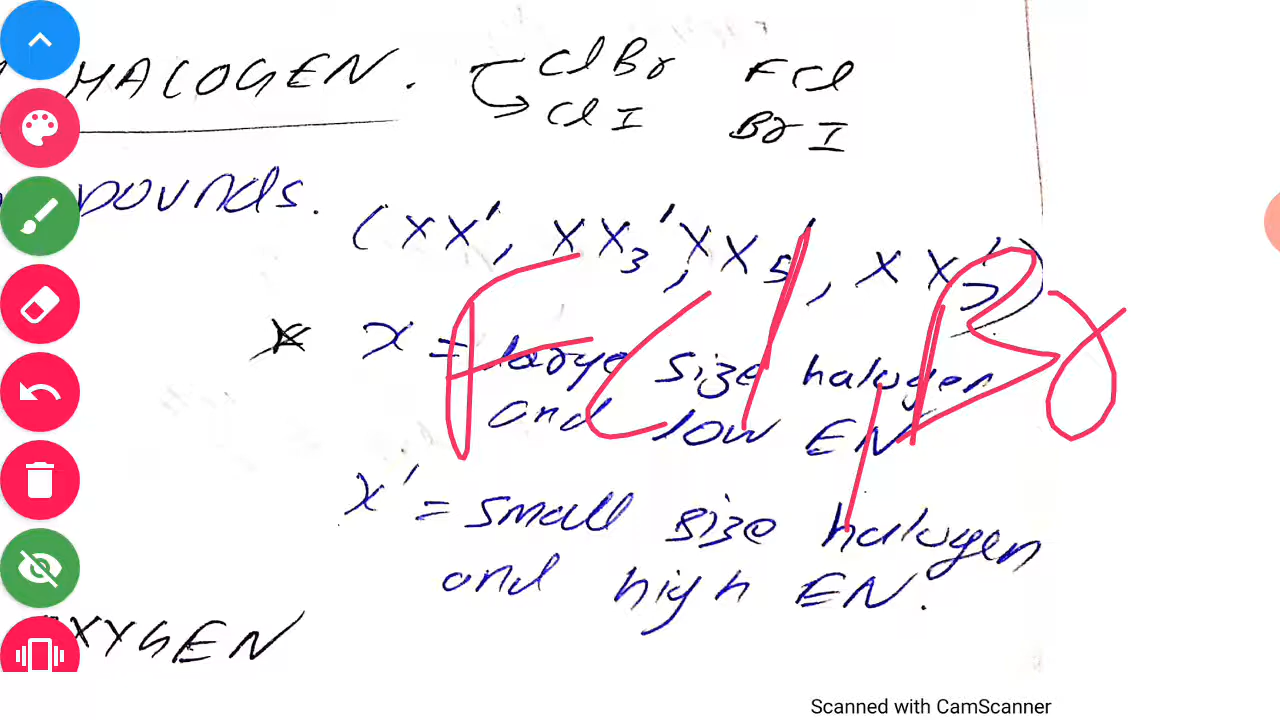 HALOGEN. ClBr FCl
ClI BrI
pounds. (XX', XX3', XX5', XX7')
* X = large size halogen
and low EN
X' = small size halogen
and high EN.
OXYGEN
F Cl Br I
Scanned with CamScanner